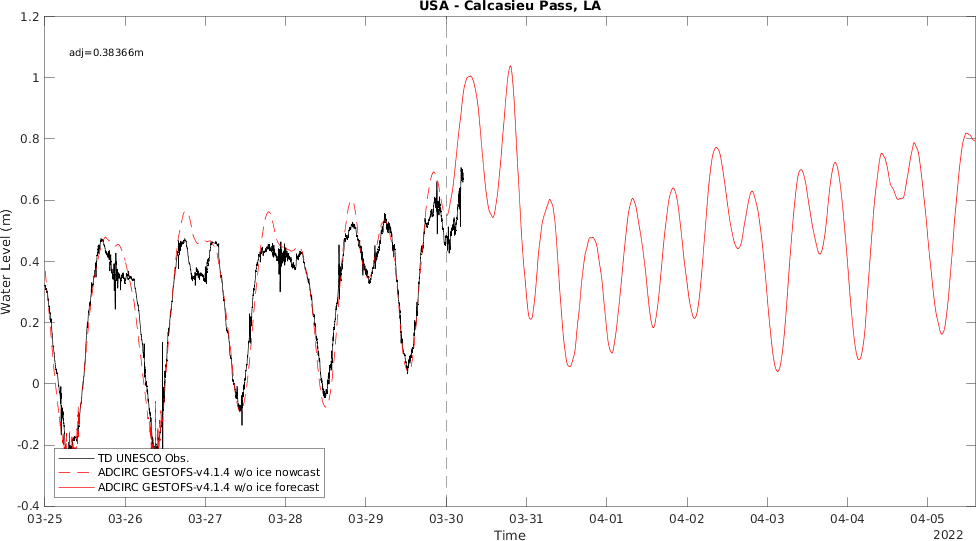 USA - Calcasieu Pass, LA
adj=0.38366m
1.2
1
0.8
0.6
0.4
0.2
0
-0.2
-0.4
Water Level (m)
TD UNESCO Obs.
ADCIRC GESTOFS-v4.1.4 w/o ice nowcast
ADCIRC GESTOFS-v4.1.4 w/o ice forecast
03-25 03-26 03-27 03-28 03-29 03-30 03-31 04-01 04-02 04-03 04-04 04-05
2022
Time